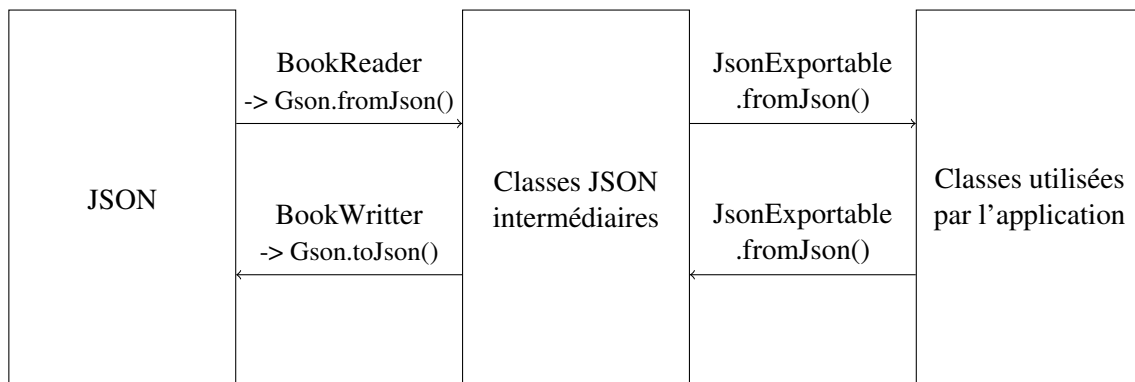 JSON
BookReader
-> Gson.fromJson()
BookWritter
-> Gson.toJson()
Classes JSON
intermédiaires
JsonExportable
.fromJson()
JsonExportable
.fromJson()
Classes utilisées
par l'application